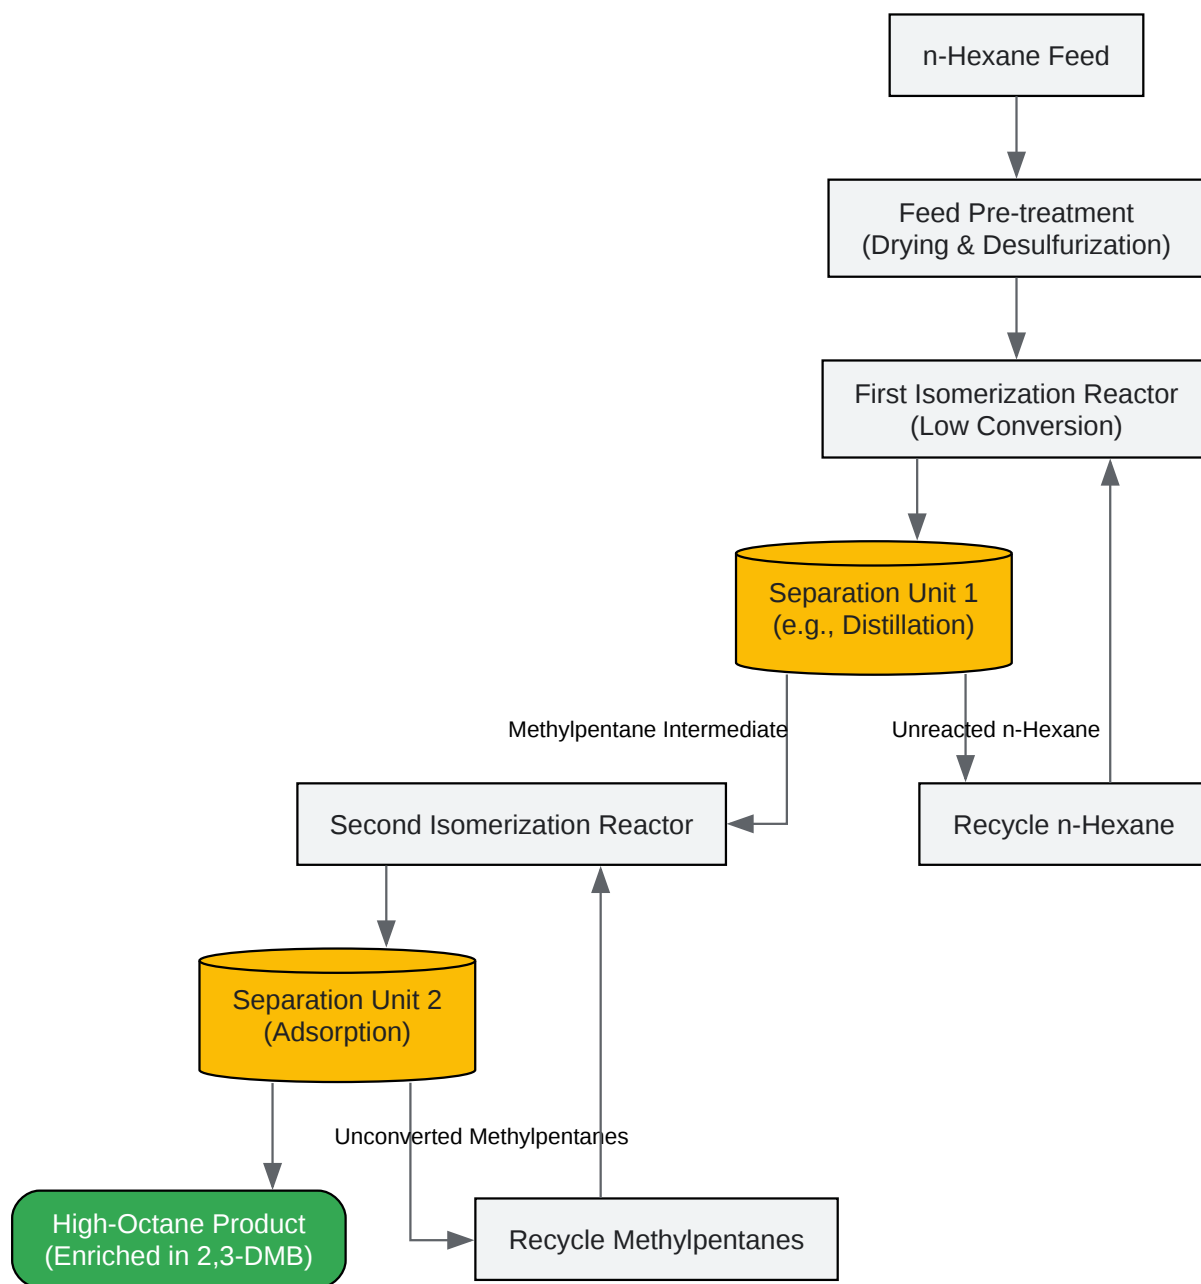 n-Hexane Feed
Feed Pre-treatment
(Drying & Desulfurization)
First Isomerization Reactor
(Low Conversion)
Separation Unit 1
(e.g., Distillation)
Methylpentane Intermediate
Unreacted n-Hexane
Second Isomerization Reactor
Recycle n-Hexane
Separation Unit 2
(Adsorption)
Unconverted Methylpentanes
High-Octane Product
(Enriched in 2,3-DMB)
Recycle Methylpentanes